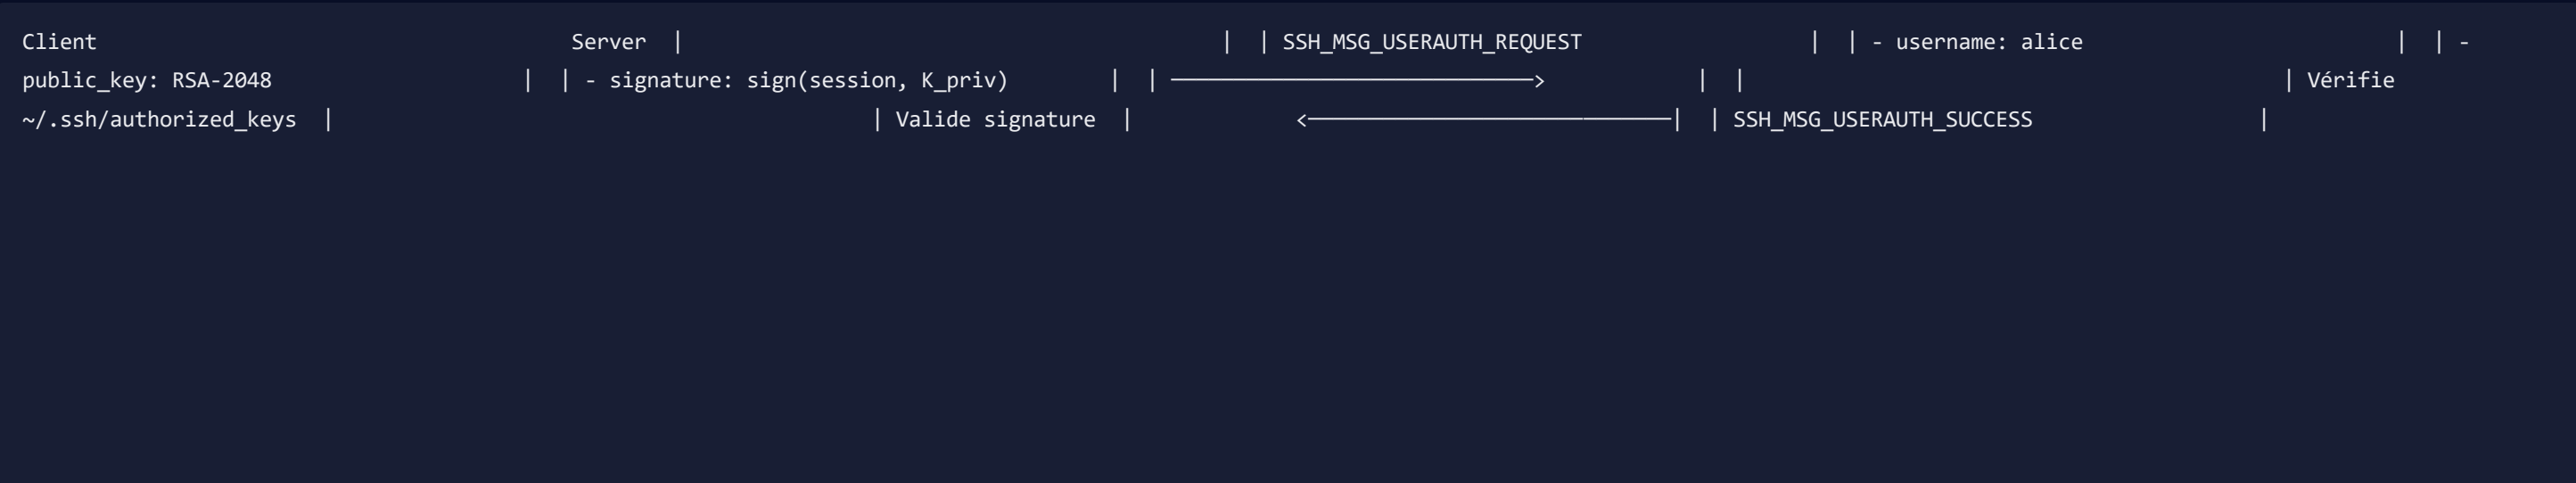 Client                                      Server  │                                           │  │ SSH_MSG_USERAUTH_REQUEST                  │  │ - username: alice                         │  │ -
public_key: RSA-2048                    │  │ - signature: sign(session, K_priv)        │  │ ─────────────────────────────>            │  │                                           │ Vérifie
~/.ssh/authorized_keys  │                                           │ Valide signature  │             <─────────────────────────────│  │ SSH_MSG_USERAUTH_SUCCESS                  │